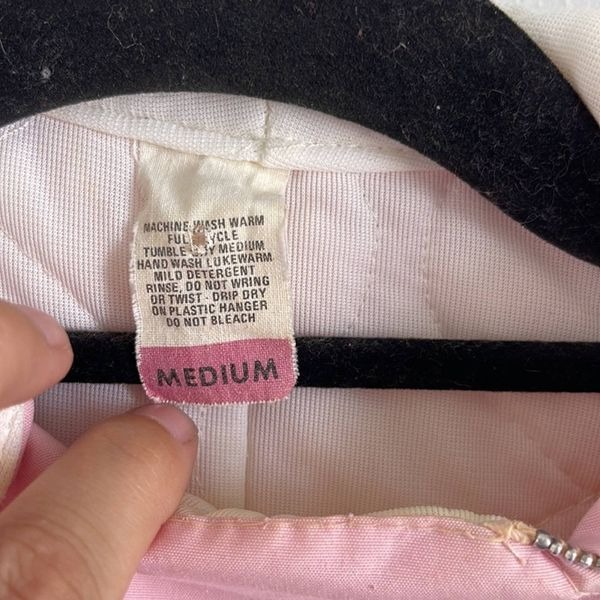 MACHINE WASH WARM
FULL CYCLE
TUMBLE DRY MEDIUM
HAND WASH LUKEWARM
MILD DETERGENT
RINSE, DO NOT WRING
OR TWIST - DRIP DRY
ON PLASTIC HANGER
DO NOT BLEACH
MEDIUM